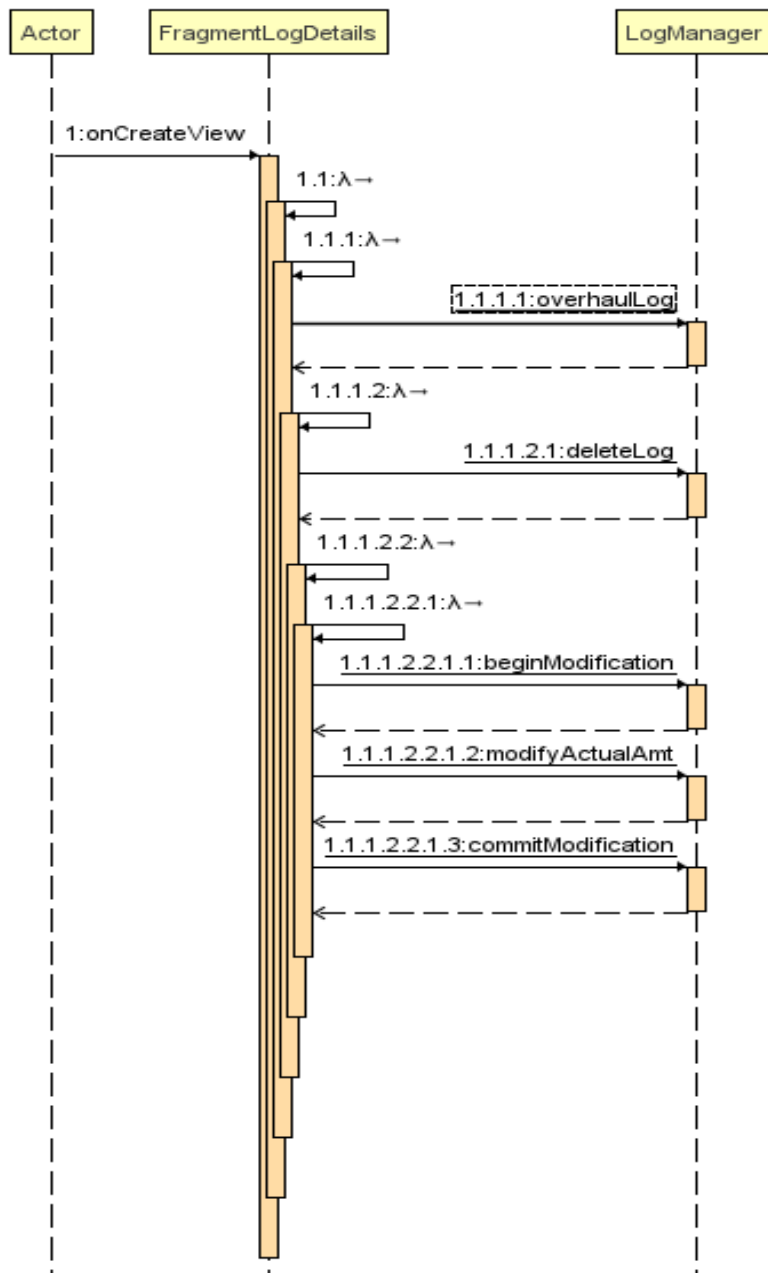 Actor
FragmentLogDetails
LogManager
1:onCreateView
1.1:λ→
1.1.1:λ→
1.1.1.1:overhaulLog
1.1.1.2:λ→
1.1.1.2.1:deleteLog
1.1.1.2.2:λ→
1.1.1.2.2.1:λ→
1.1.1.2.2.1.1:beginModification
1.1.1.2.2.1.2:modifyActualAmt
1.1.1.2.2.1.3:commitModification